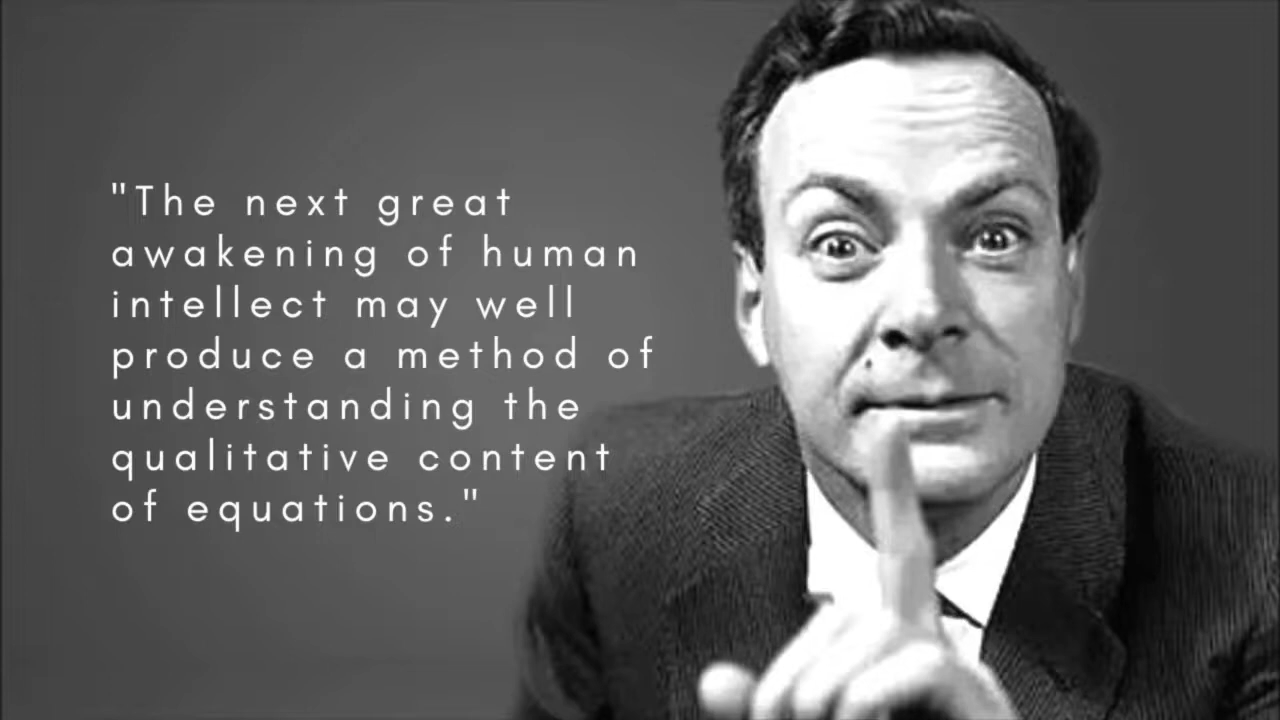 "The next great
awakening of human
intellect may well
produce a method of
understanding the
qualitative content
of equations."